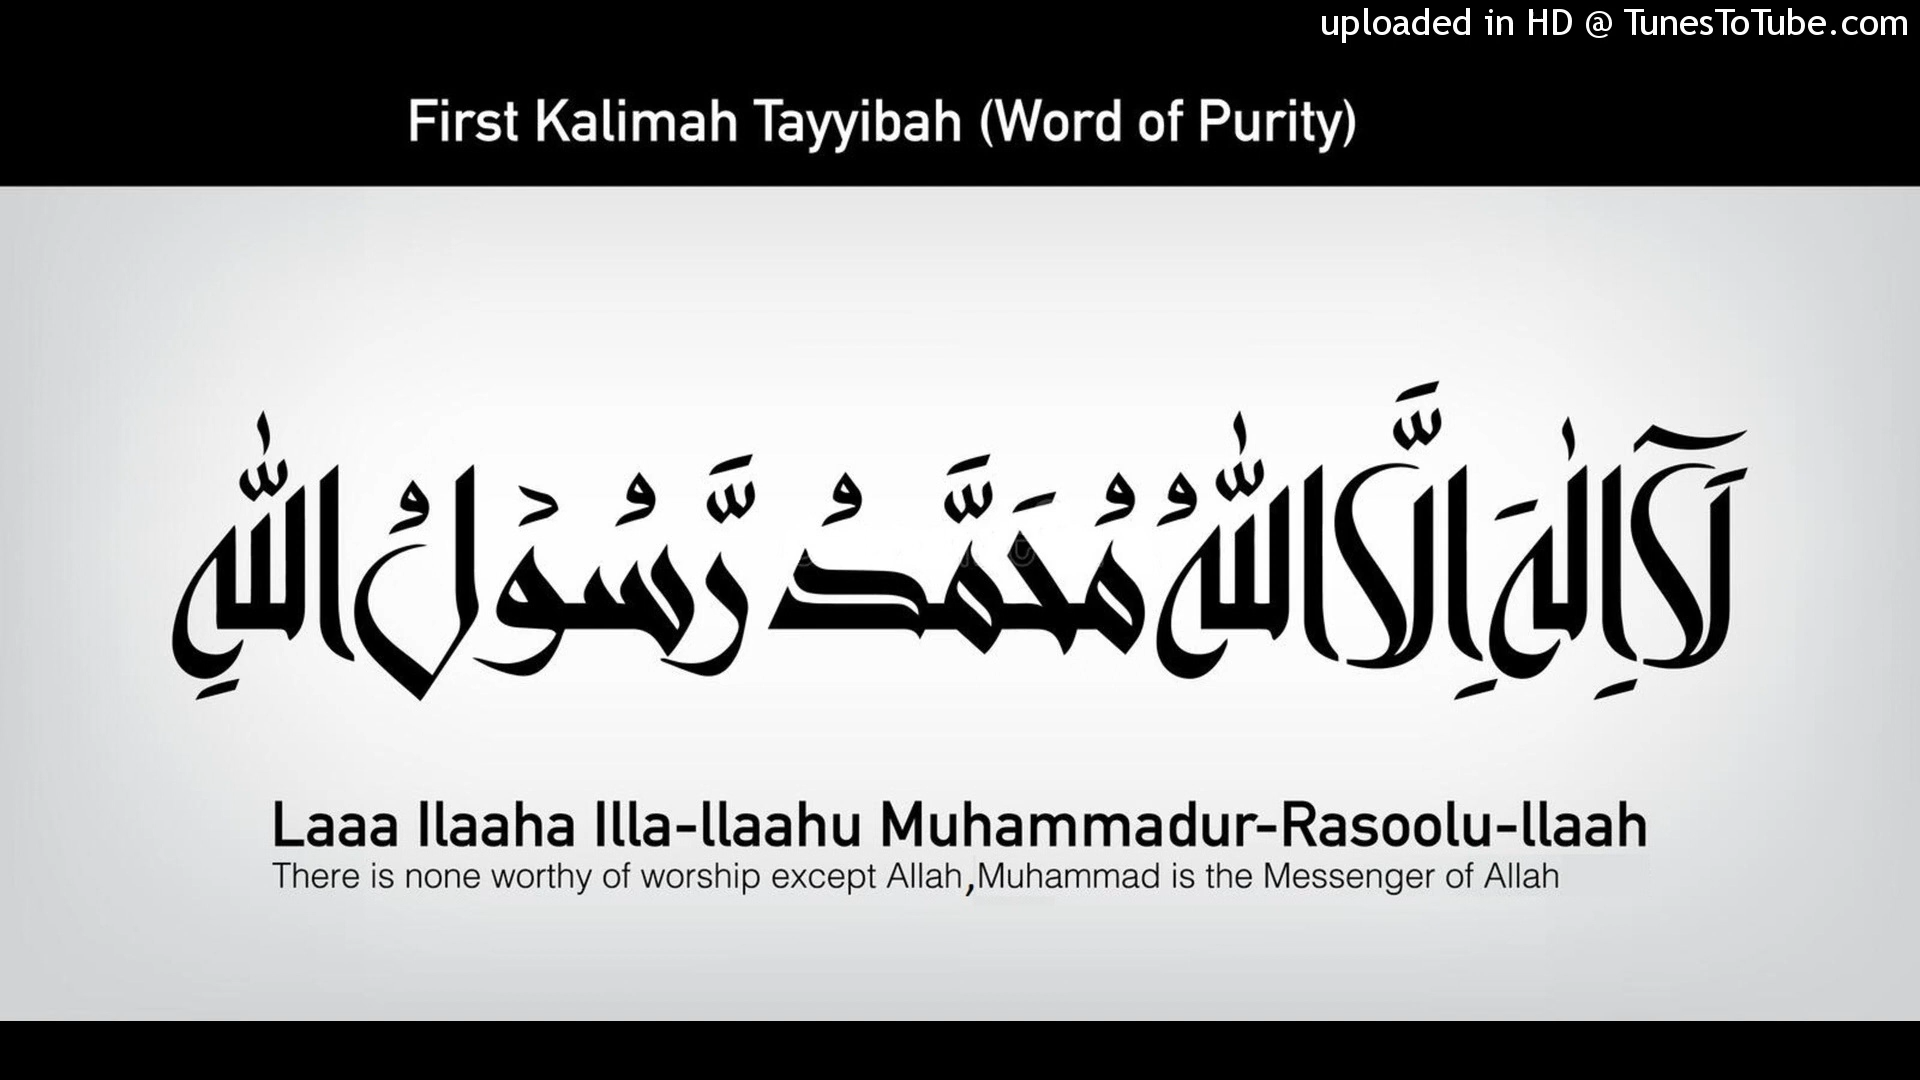 uploaded in HD @ TunesToTube.com
First Kalimah Tayyibah (Word of Purity)
لَآ اِلٰهَ اِلَّا اللّٰهُ مُحَمَّدُ رَّسُوْلُ اللّٰهِ
Laaa Ilaaha Illa-llaahu Muhammadur-Rasoolu-llaah
There is none worthy of worship except Allah,Muhammad is the Messenger of Allah